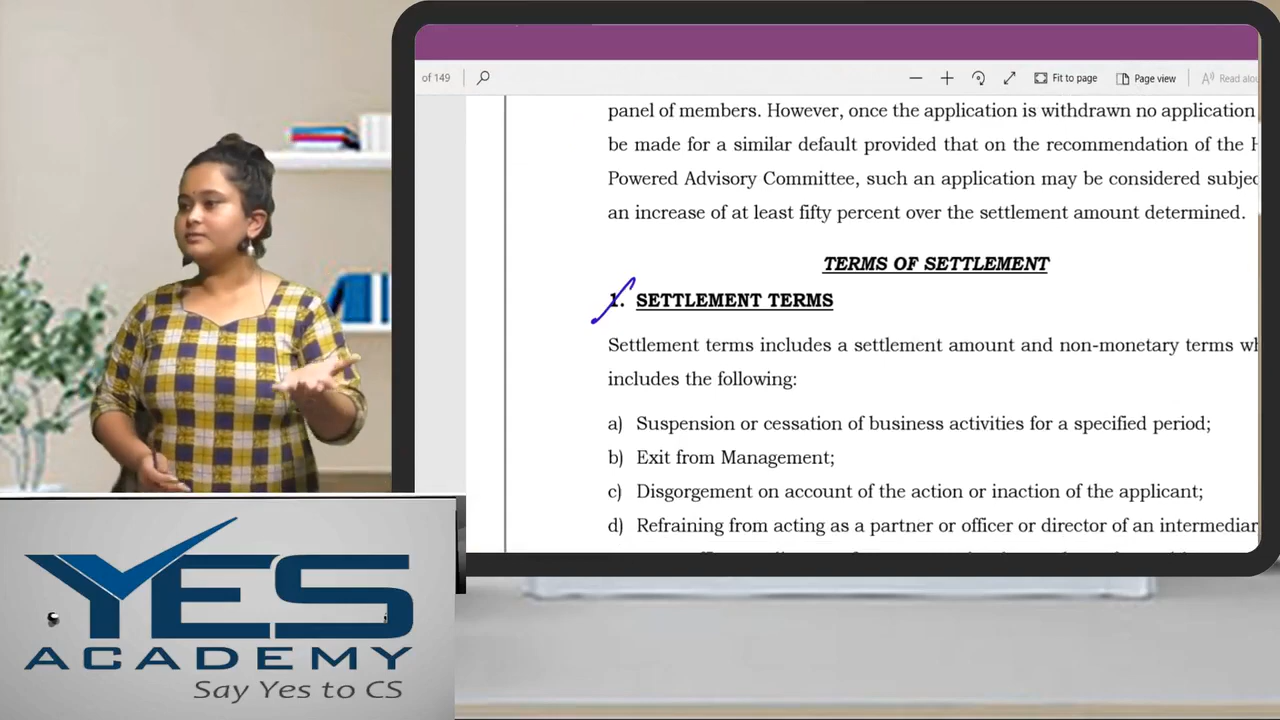 of 149
Fit to page
Page view
Read alou
panel of members. However, once the application is withdrawn no application
be made for a similar default provided that on the recommendation of the H
Powered Advisory Committee, such an application may be considered subjec
an increase of at least fifty percent over the settlement amount determined.
TERMS OF SETTLEMENT
1. SETTLEMENT TERMS
Settlement terms includes a settlement amount and non-monetary terms wh
includes the following:
a) Suspension or cessation of business activities for a specified period;
b) Exit from Management;
c) Disgorgement on account of the action or inaction of the applicant;
d) Refraining from acting as a partner or officer or director of an intermediar
YES
ACADEMY
Say Yes to CS